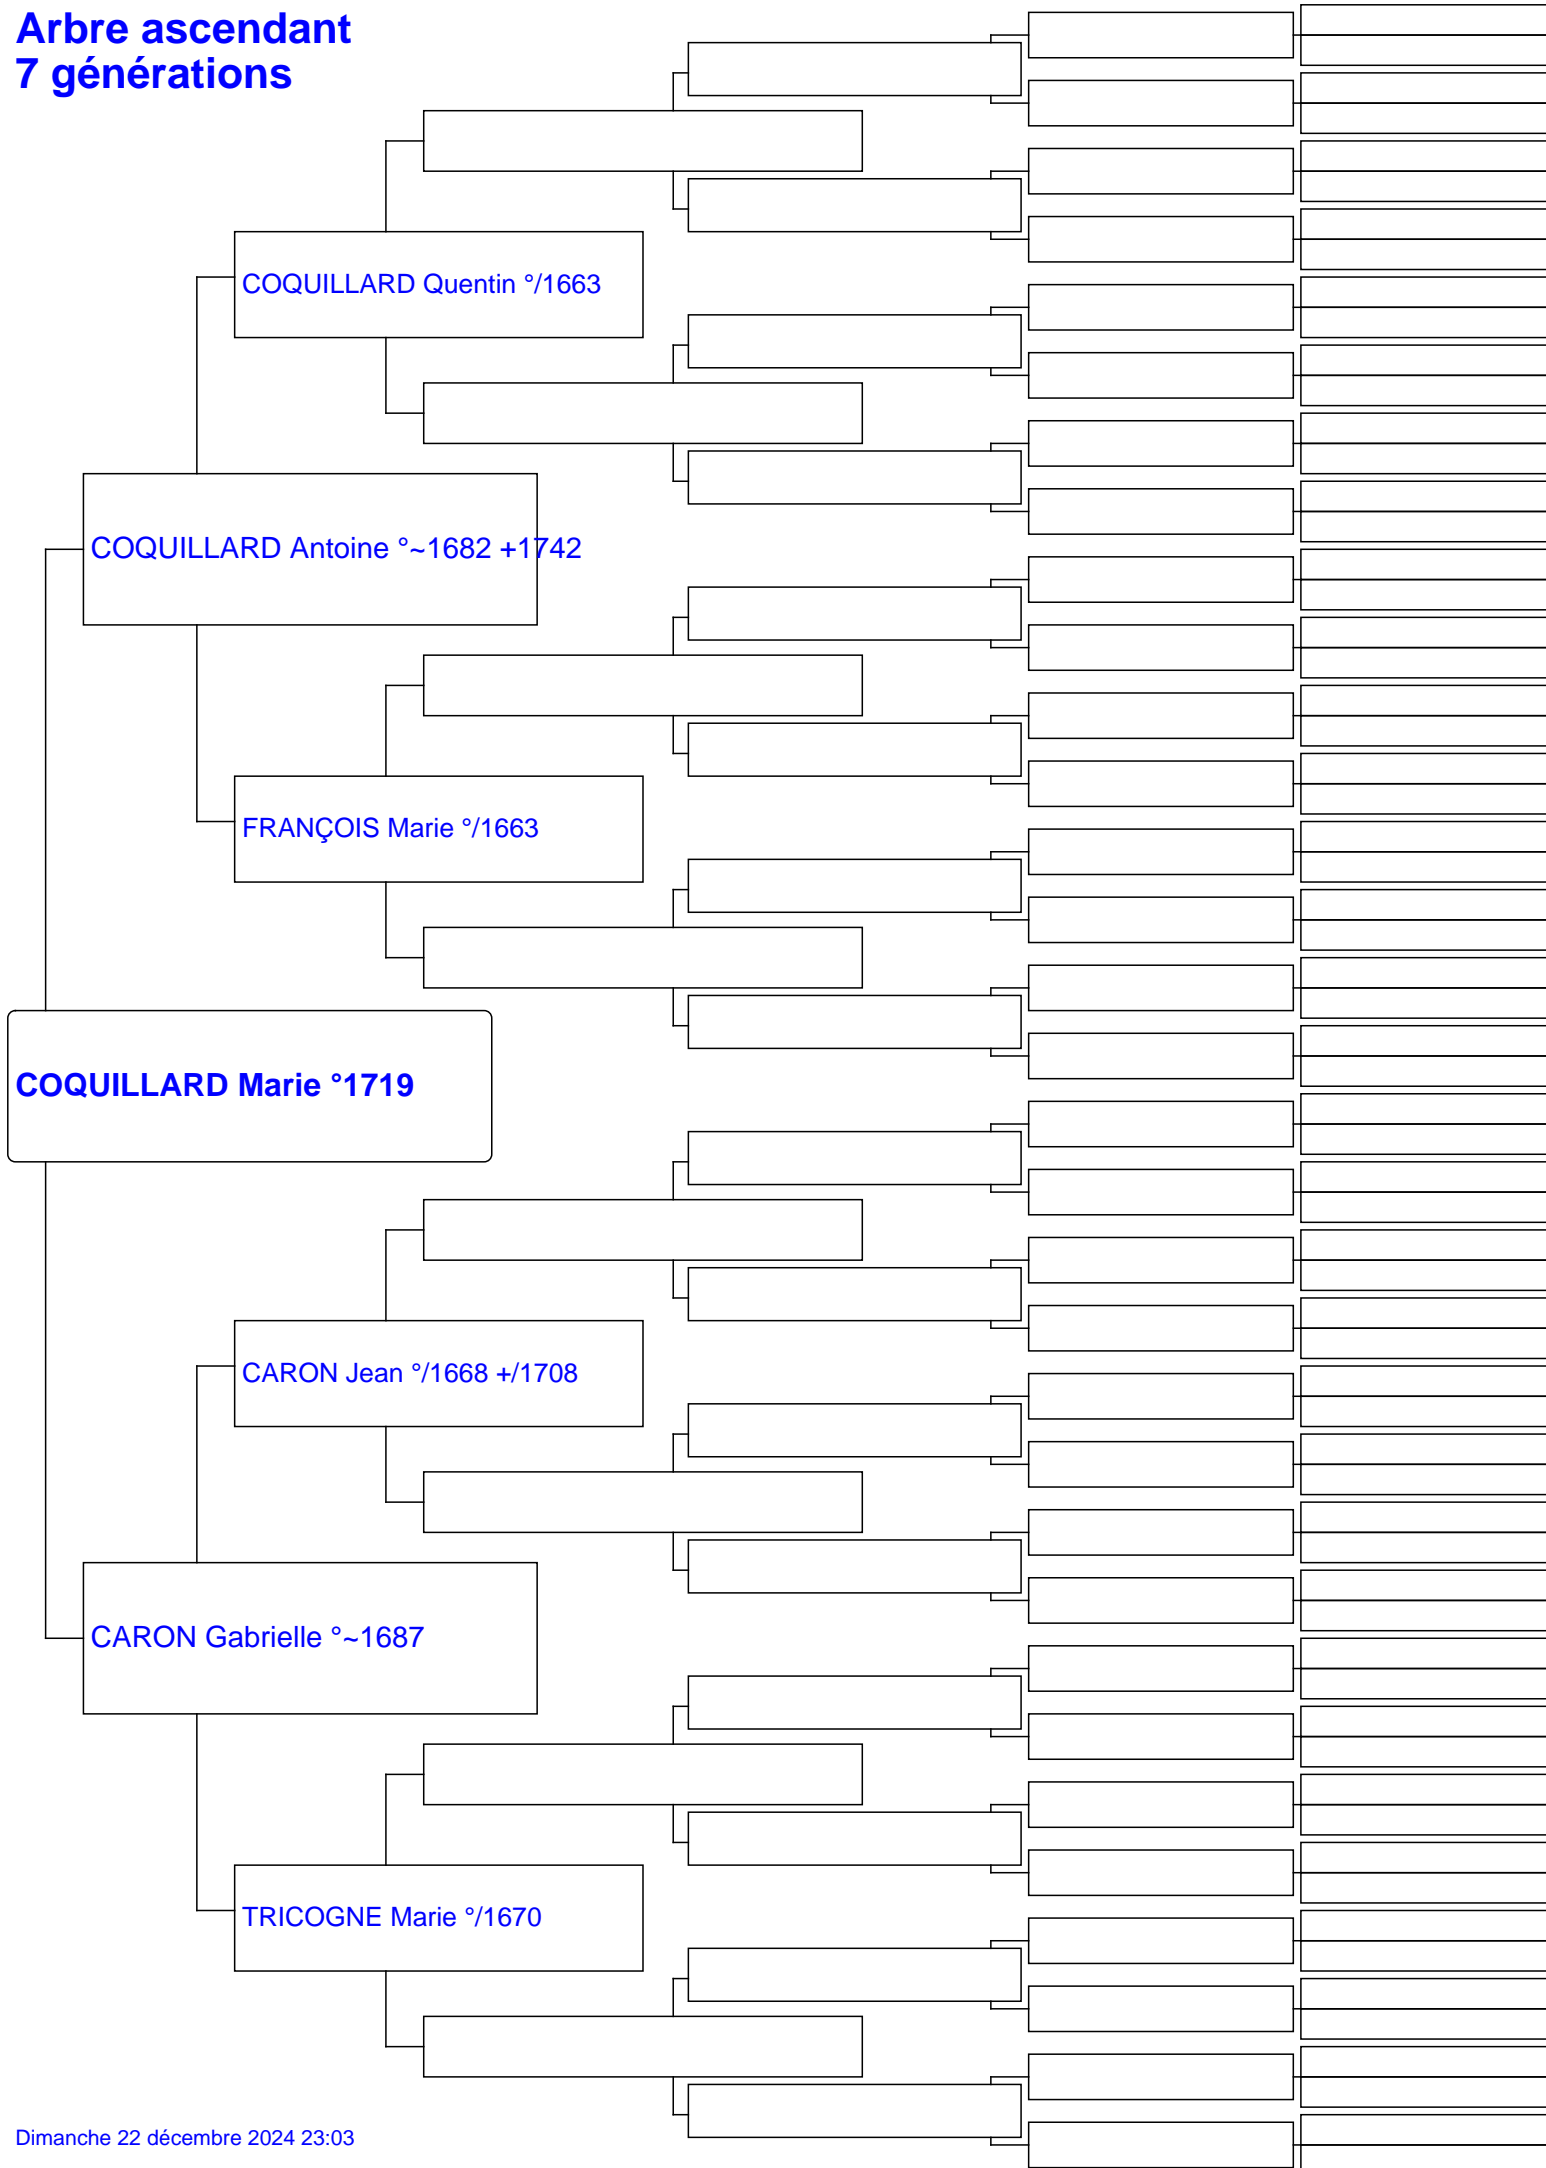 Arbre ascendant
7 générations
COQUILLARD Quentin °/1663
COQUILLARD Antoine °~1682 +1742
FRANÇOIS Marie °/1663
COQUILLARD Marie °1719
CARON Jean °/1668 +/1708
CARON Gabrielle °~1687
TRICOGNE Marie °/1670
Dimanche 22 décembre 2024 23:03